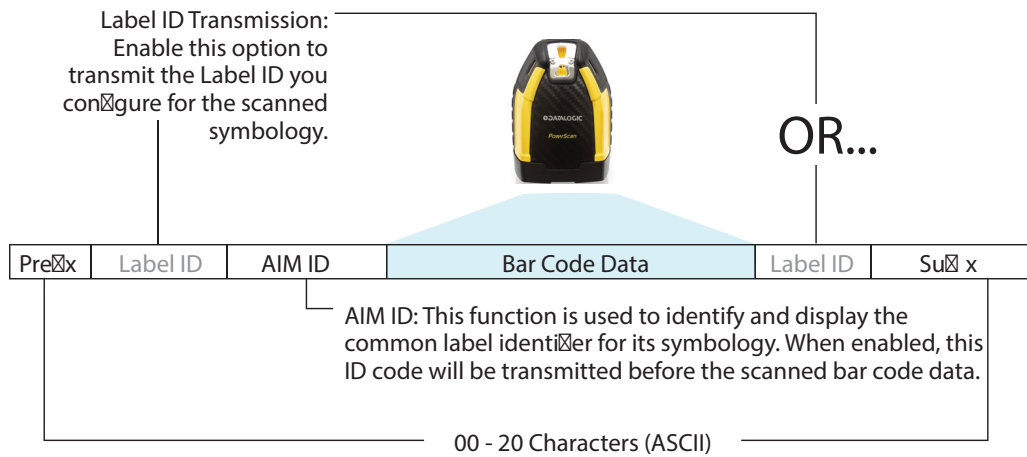 Label ID Transmission:
Enable this option to
transmit the Label ID you
con☒gure for the scanned
symbology.
DATALOGIC
PowerScan
OR...
Pre☒x Label ID AIM ID Bar Code Data Label ID Su☒ x
AIM ID: This function is used to identify and display the
common label identi☒er for its symbology. When enabled, this
ID code will be transmitted before the scanned bar code data.
00 - 20 Characters (ASCII)